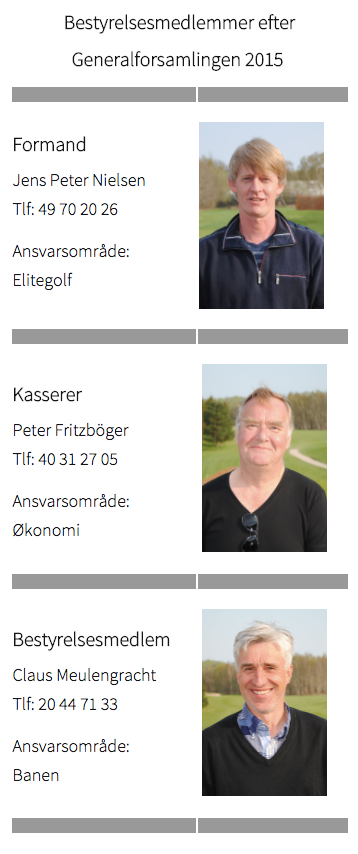 Bestyrelsesmedlemmer efter
Generalforsamlingen 2015
Formand
Jens Peter Nielsen
Tlf: 49 70 20 26
Ansvarsområde:
Elitegolf
Kasserer
Peter Fritzböger
Tlf: 40 31 27 05
Ansvarsområde:
Økonomi
Bestyrelsesmedlem
Claus Meulengracht
Tlf: 20 44 71 33
Ansvarsområde:
Banen